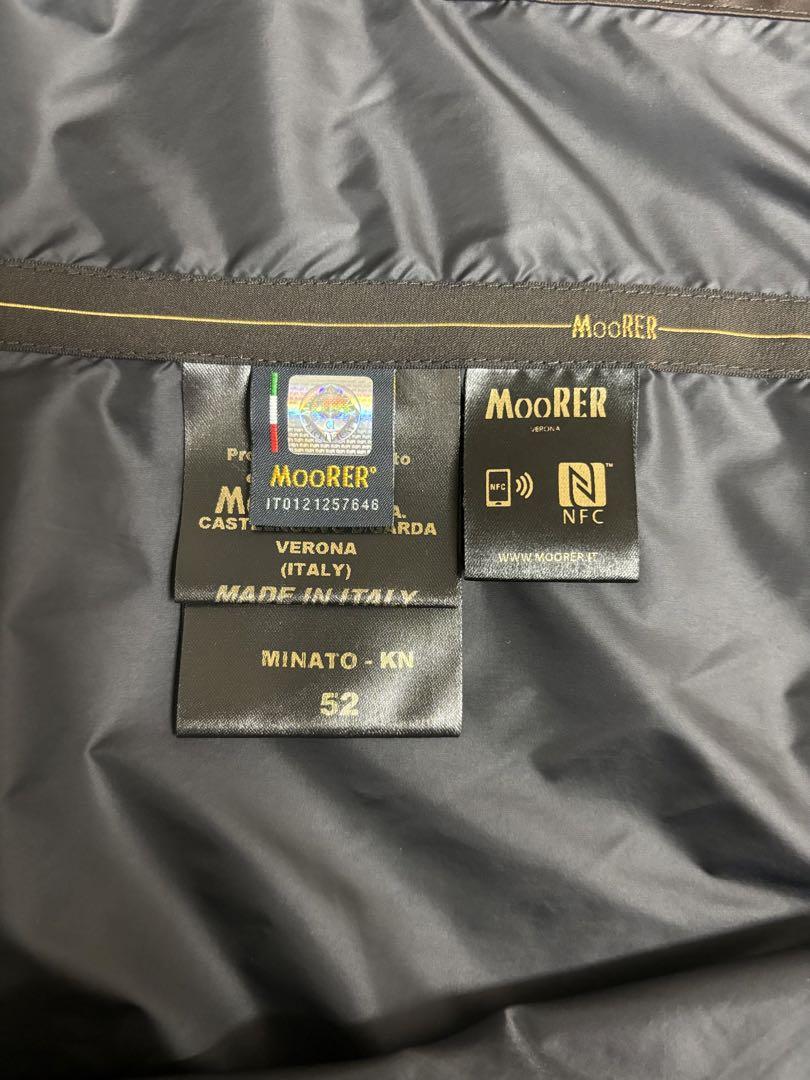 MooRER
MooRER
IT0121257646
VERONA
(ITALY)
MADE IN ITALY
MINATO - KN
52
MooRER
VERONA
NFC
NFC
WWW.MOORER.IT